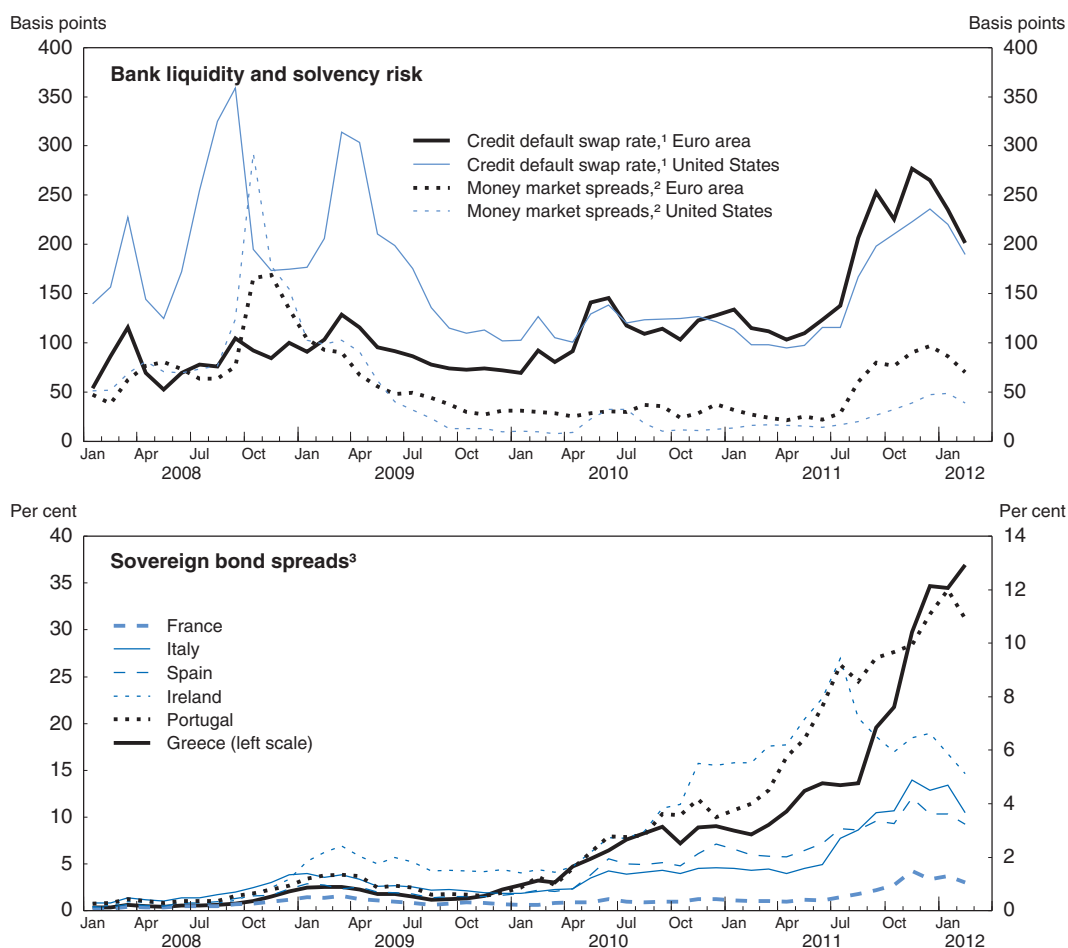 Basis points Basis points
400 400
Bank liquidity and solvency risk
350 350
300 300
Credit default swap rate,¹ Euro area
Credit default swap rate,¹ United States
250 250
Money market spreads,² Euro area
Money market spreads,² United States
200 200
150 150
100 100
50 50
0 0
Jan Apr Jul Oct Jan Apr Jul Oct Jan Apr Jul Oct Jan Apr Jul Oct Jan
2008 2009 2010 2011 2012
Per cent Per cent
40 14
Sovereign bond spreads³
35
12
30
France
10
Italy
25
Spain
8
Ireland
20
Portugal
Greece (left scale)
6
15
4
10
5
2
0 0
Jan Apr Jul Oct Jan Apr Jul Oct Jan Apr Jul Oct Jan Apr Jul Oct Jan
2008 2009 2010 2011 2012